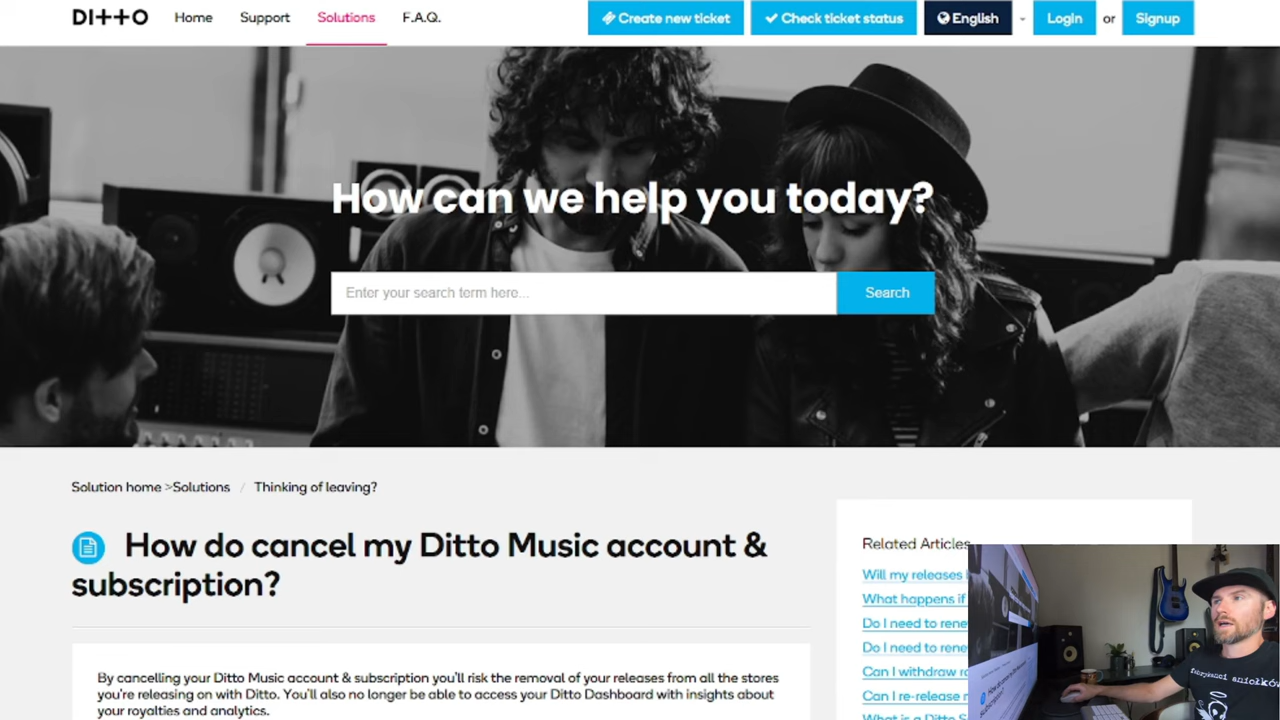 DITTO
Home
Support
Solutions
F.A.Q.
Create new ticket
Check ticket status
English
Login
or
Signup
How can we help you today?
Enter your search term here...
Search
Solution home >Solutions / Thinking of leaving?
How do cancel my Ditto Music account &
subscription?
By cancelling your Ditto Music account & subscription you'll risk the removal of your releases from all the stores
you're releasing on with Ditto. You'll also no longer be able to access your Ditto Dashboard with insights about
your royalties and analytics.
Related Articles
Will my releases
What happens if
Do I need to rene
Do I need to rene
Can I withdraw
Can I re-release
What is a Ditto S